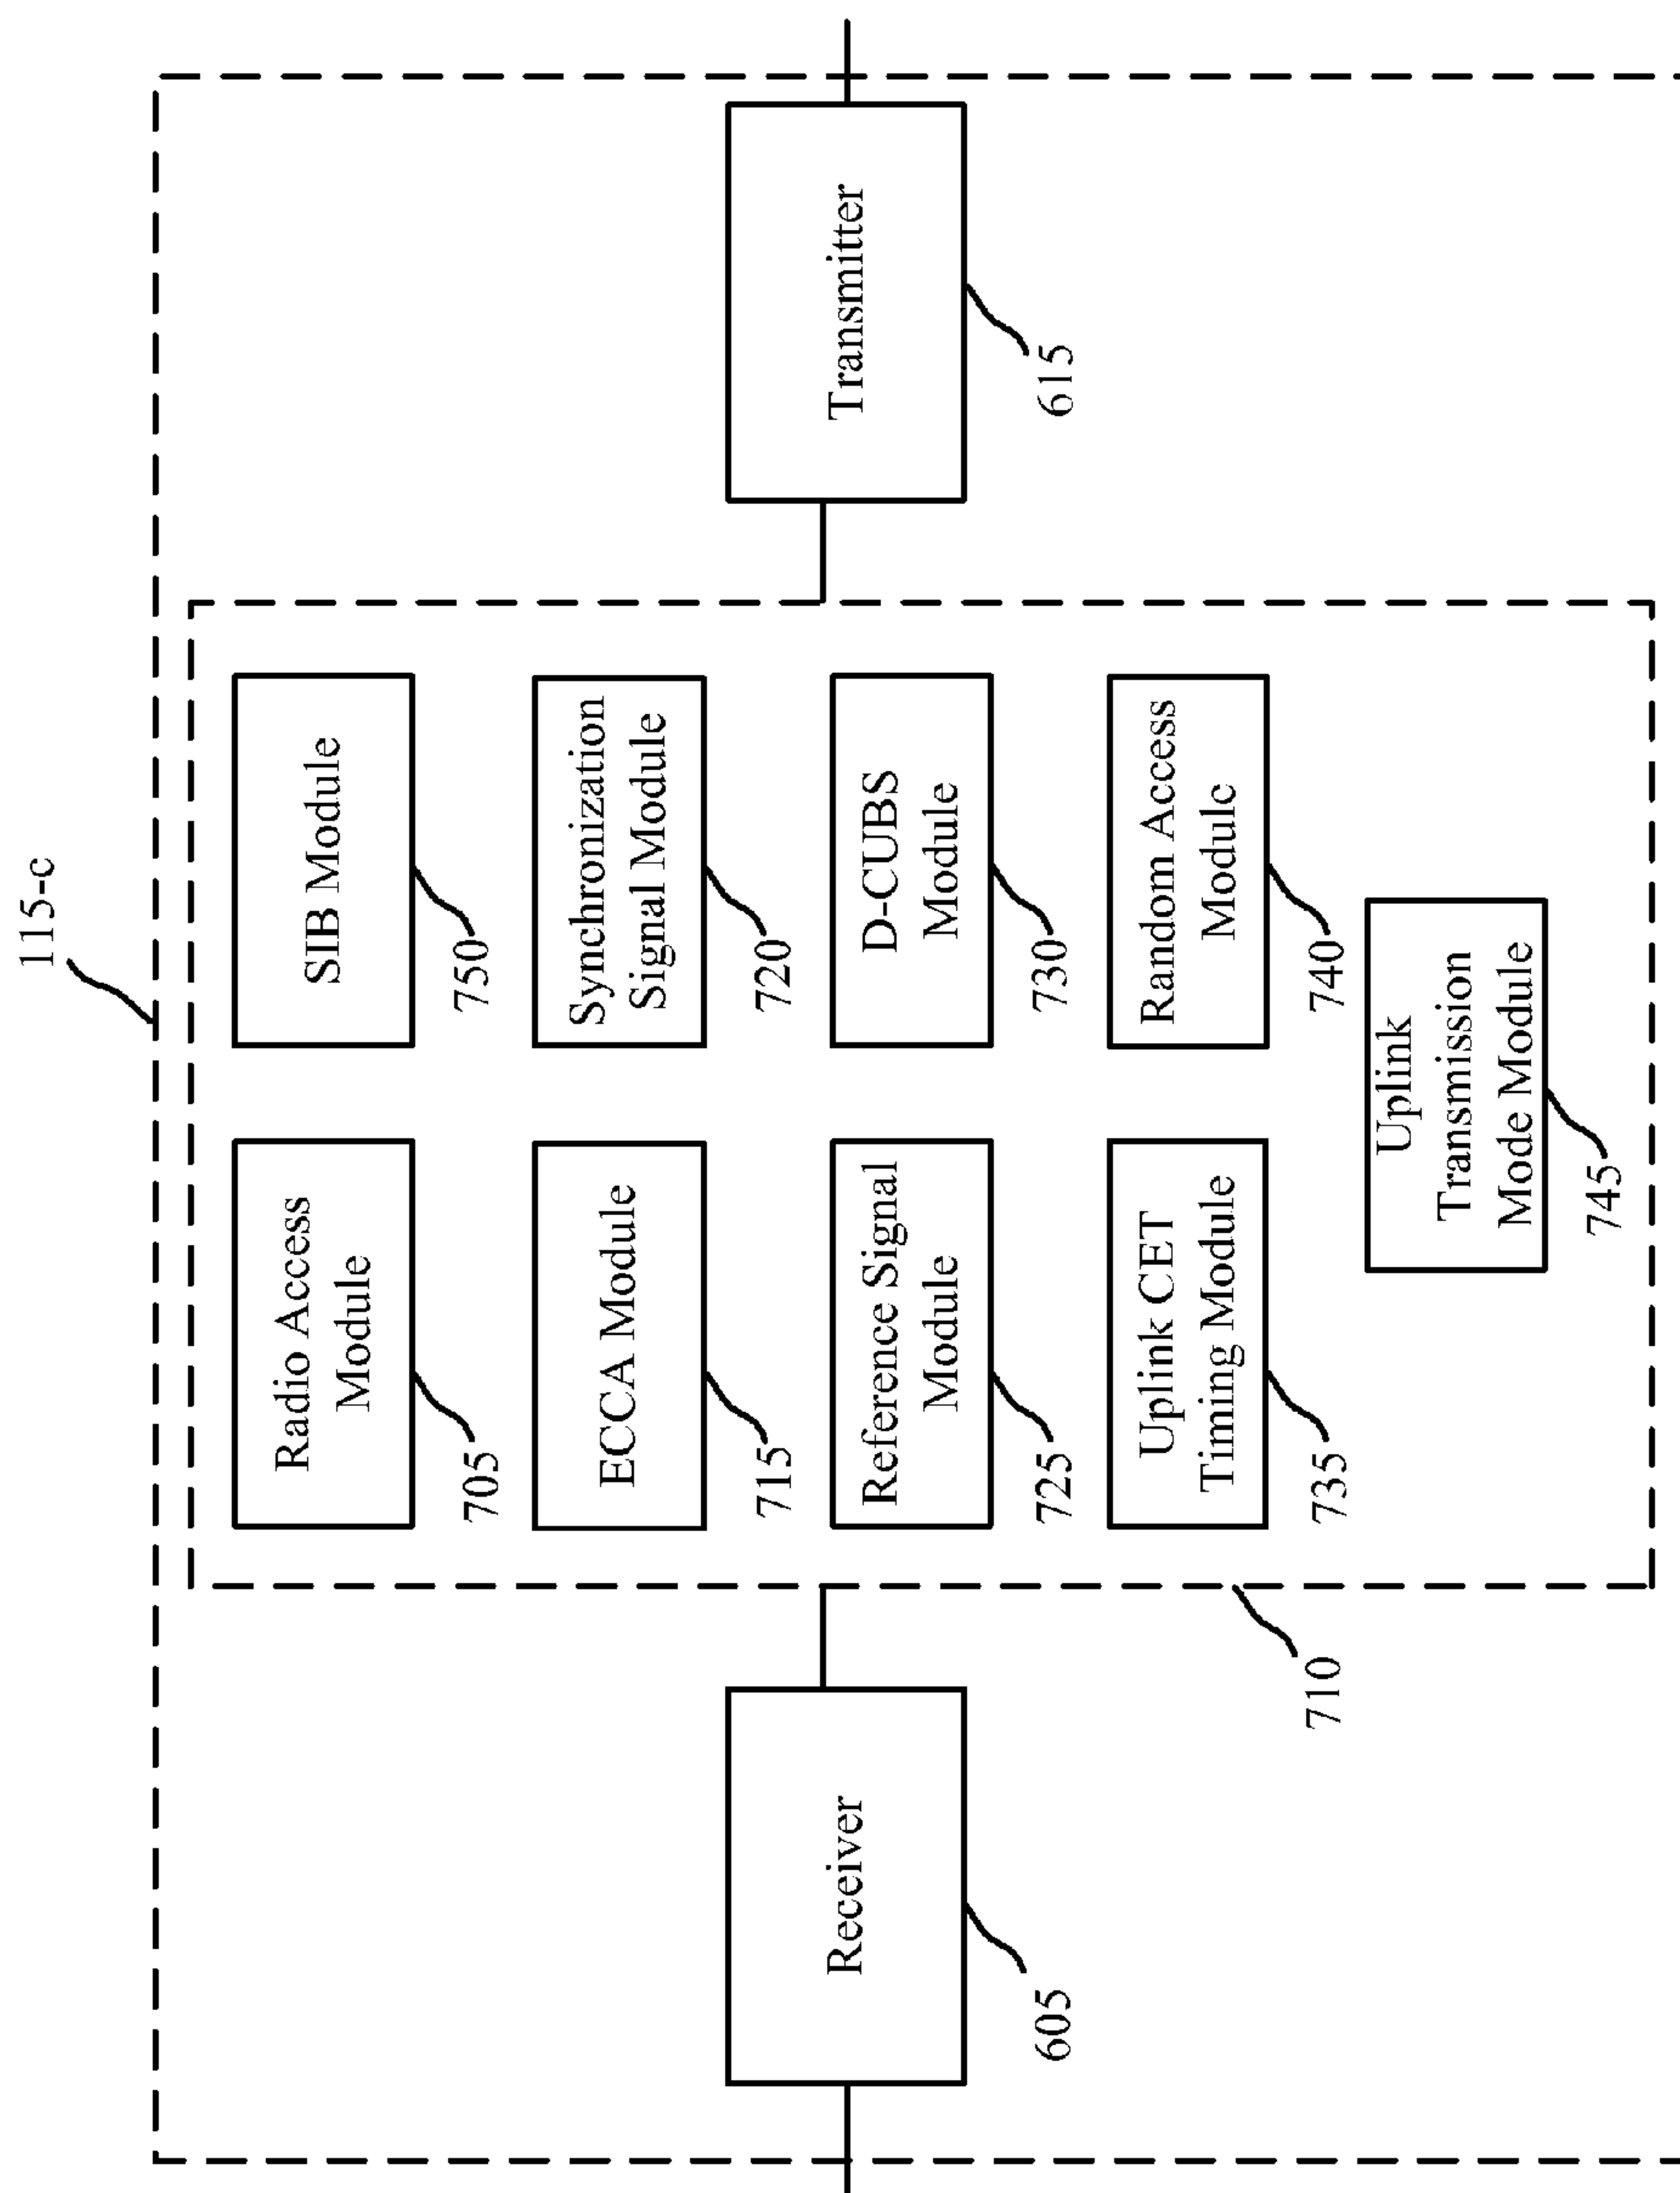 115-c
Receiver
605
Radio Access
Module
705
SIB Module
750
ECCA Module
715
Synchronization
Signal Module
720
Reference Signal
Module
725
D-CUBS
Module
730
Uplink CET
Timing Module
735
Random Access
Module
740
Uplink
Transmission
Mode Module
745
710
Transmitter
615